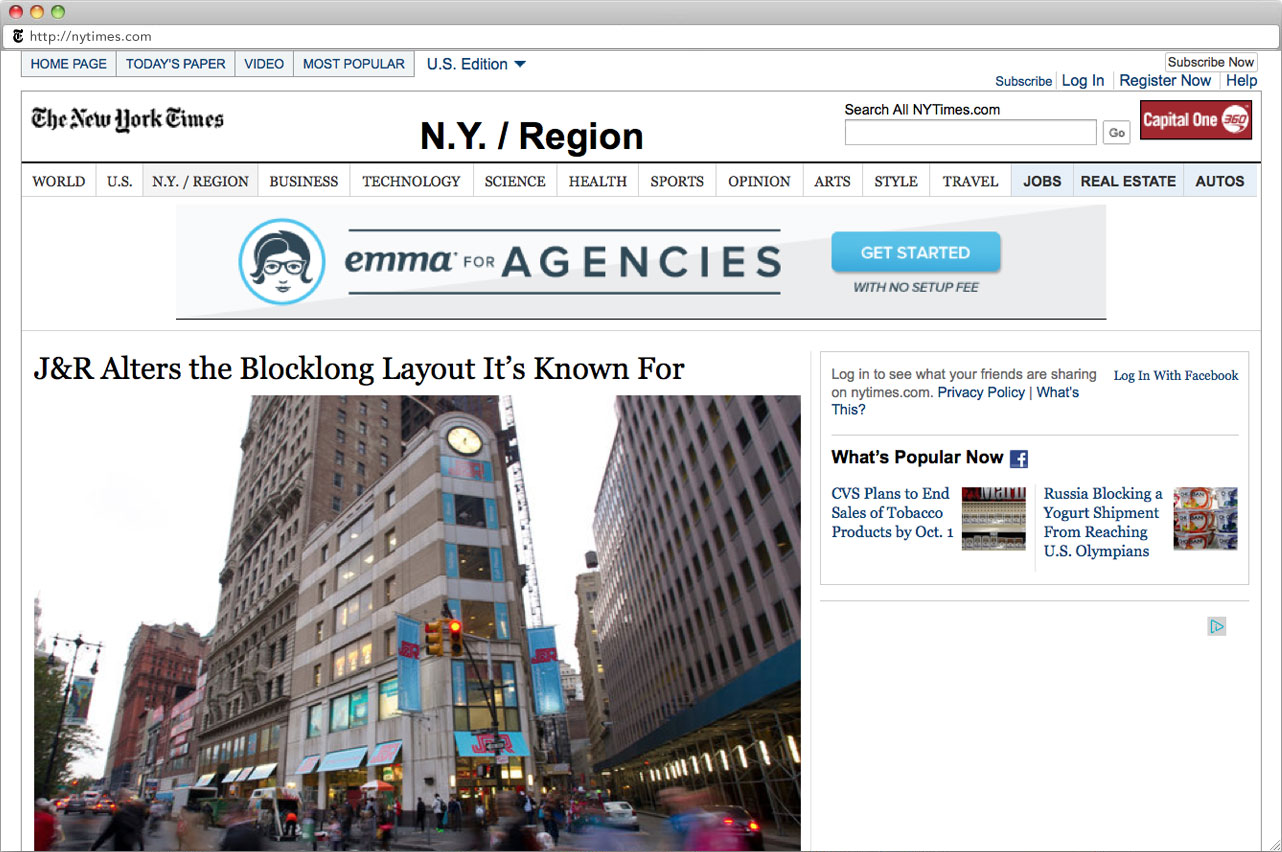 http://nytimes.com
HOME PAGE
TODAY'S PAPER
VIDEO
MOST POPULAR
U.S. Edition
Subscribe Now
Subscribe
Log In
Register Now
Help
The New York Times
N.Y. / Region
Search All NYTimes.com
Go
Capital One 360
WORLD
U.S.
N.Y. / REGION
BUSINESS
TECHNOLOGY
SCIENCE
HEALTH
SPORTS
OPINION
ARTS
STYLE
TRAVEL
JOBS
REAL ESTATE
AUTOS
emma FOR AGENCIES
GET STARTED
WITH NO SETUP FEE
J&R Alters the Blocklong Layout It’s Known For
J&R
J&R
J&R
J&R
Log in to see what your friends are sharing
on nytimes.com. Privacy Policy | What's
This?
Log In With Facebook
What’s Popular Now
CVS Plans to End
Sales of Tobacco
Products by Oct. 1
Russia Blocking a
Yogurt Shipment
From Reaching
U.S. Olympians